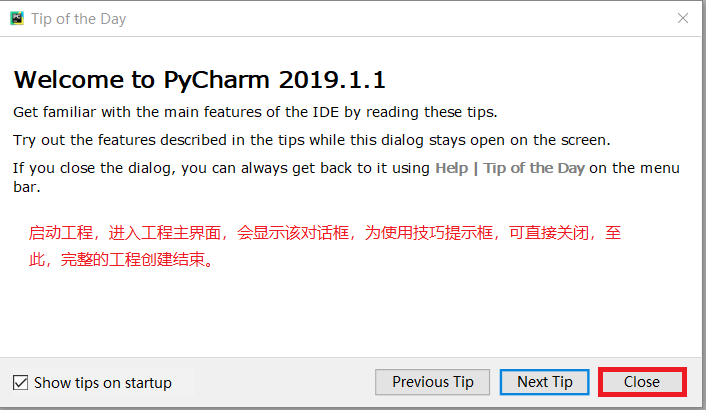 Tip of the Day
Welcome to PyCharm 2019.1.1
Get familiar with the main features of the IDE by reading these tips.
Try out the features described in the tips while this dialog stays open on the screen.
If you close the dialog, you can always get back to it using Help | Tip of the Day on the menu
bar.
启动工程，进入工程主界面，会显示该对话框，为使用技巧提示框，可直接关闭，至
此，完整的工程创建结束。
Show tips on startup
Previous Tip
Next Tip
Close